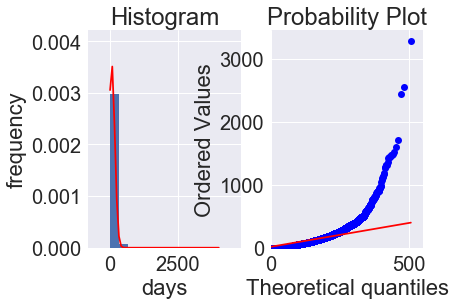 Histogram
frequency
0.004
0.003
0.002
0.001
0.000
0 2500
days
Probability Plot
Ordered Values
3000
2000
1000
0
0 500
Theoretical quantiles